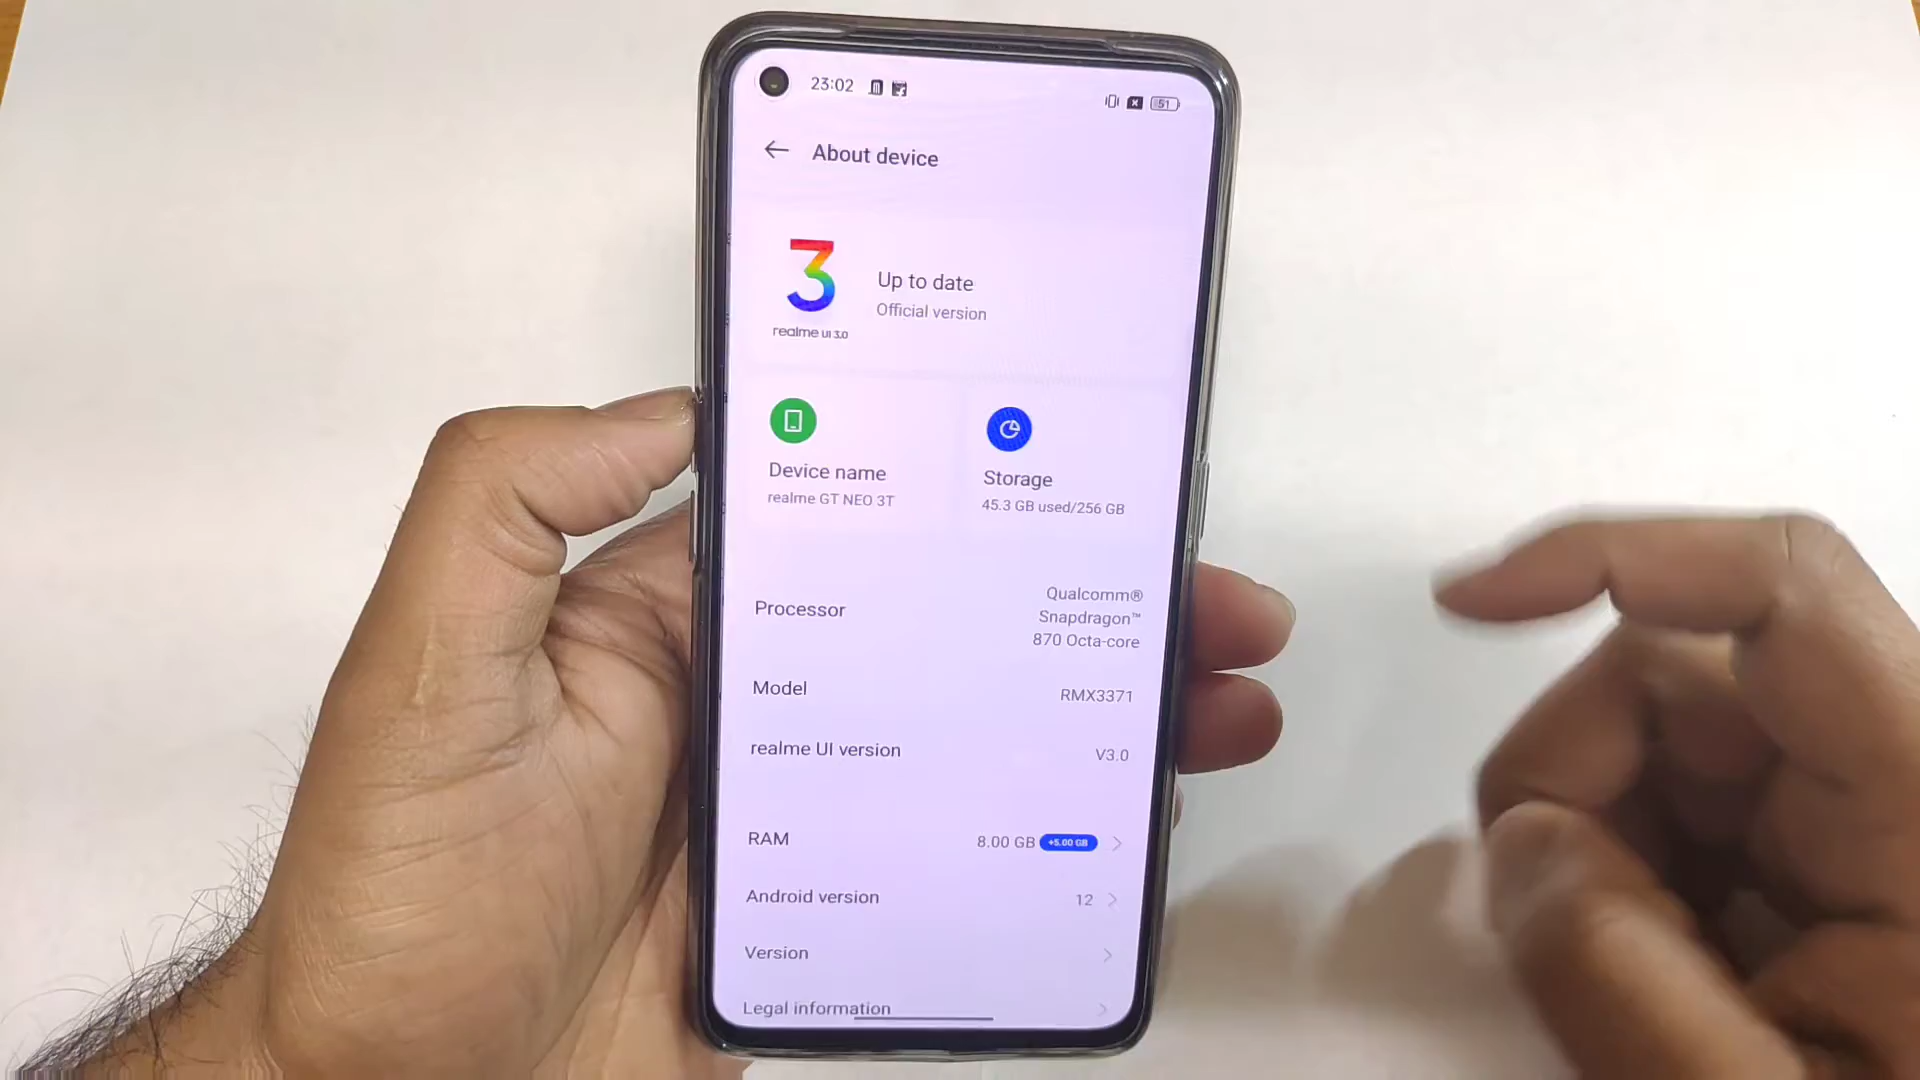 23:02
51
About device
3
realme UI 3.0
Up to date
Official version
Device name
realme GT NEO 3T
Storage
45.3 GB used/256 GB
Processor
Qualcomm®
Snapdragon™
870 Octa-core
Model
RMX3371
realme UI version
V3.0
RAM
8.00 GB +5.00 GB
Android version
12
Version
Legal information